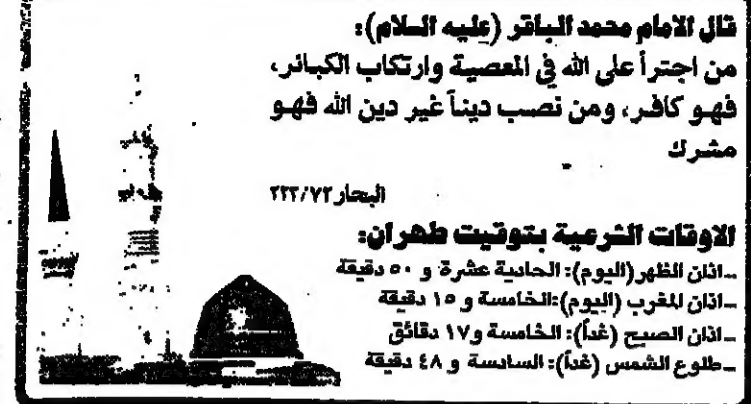 قال الامام محمد الباقر (عليه السلام):
من اجترأ على الله في المعصية وارتكاب الكبائر،
فهو كافر، ومن نصب ديناً غير دين الله فهو
مشرك
البحار ٧٢/٢٢٣
الاوقات الشرعية بتوقيت طهران:
ـ اذان الظهر (اليوم): الحادية عشرة و ٥٠ دقيقة
ـ اذان المغرب (اليوم): الخامسة و ١٥ دقيقة
ـ اذان الصبح (غداً): الخامسة و ١٧ دقائق
ـ طلوع الشمس (غداً): السادسة و ٤٨ دقيقة